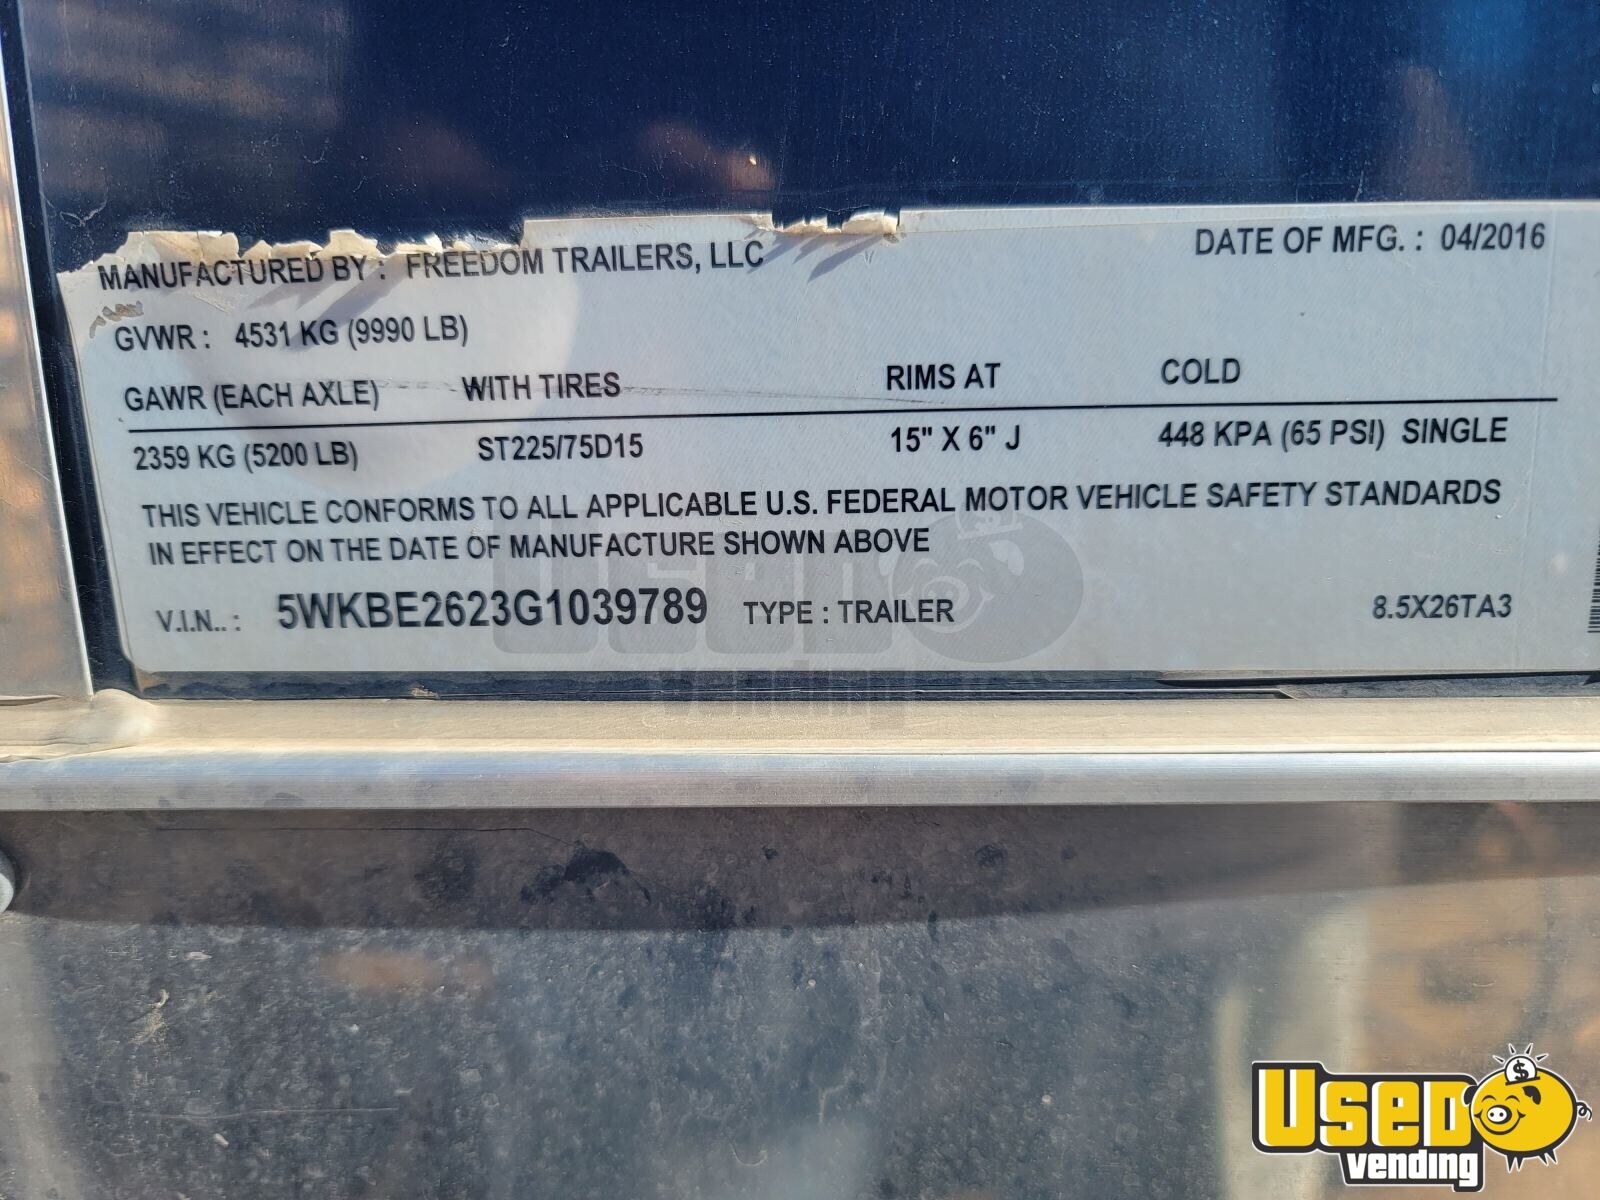 MANUFACTURED BY : FREEDOM TRAILERS, LLC DATE OF MFG. : 04/2016
GVWR : 4531 KG (9990 LB)
GAWR (EACH AXLE) WITH TIRES RIMS AT COLD
2359 KG (5200 LB) ST225/75D15 15" X 6" J 448 KPA (65 PSI) SINGLE
THIS VEHICLE CONFORMS TO ALL APPLICABLE U.S. FEDERAL MOTOR VEHICLE SAFETY STANDARDS
IN EFFECT ON THE DATE OF MANUFACTURE SHOWN ABOVE
V.I.N.. : 5WKBE2623G1039789 TYPE : TRAILER 8.5X26TA3
USED
vending
USED
vending